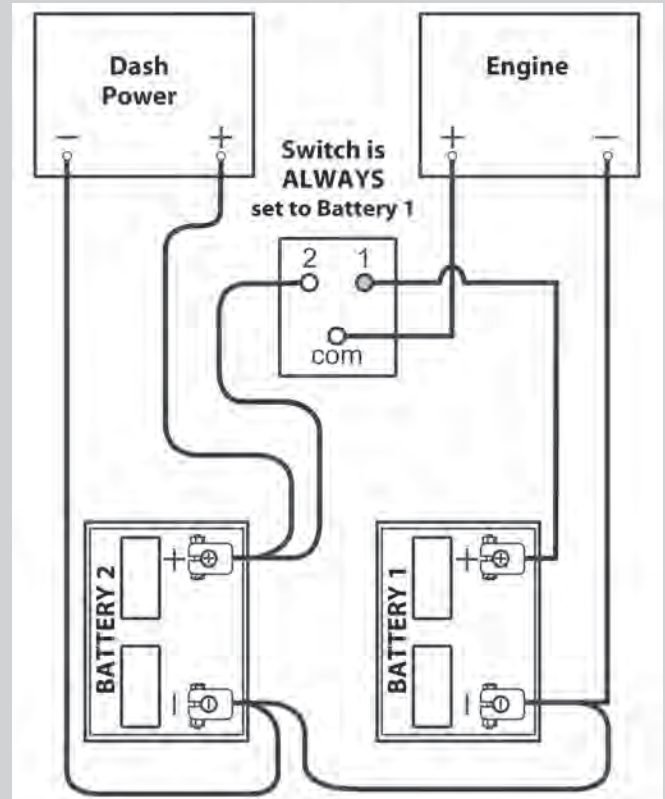 Dash
Power
Engine
− +
+ −
Switch is
ALWAYS
set to Battery 1
2 1
com
BATTERY 2
+
−
BATTERY 1
+
−